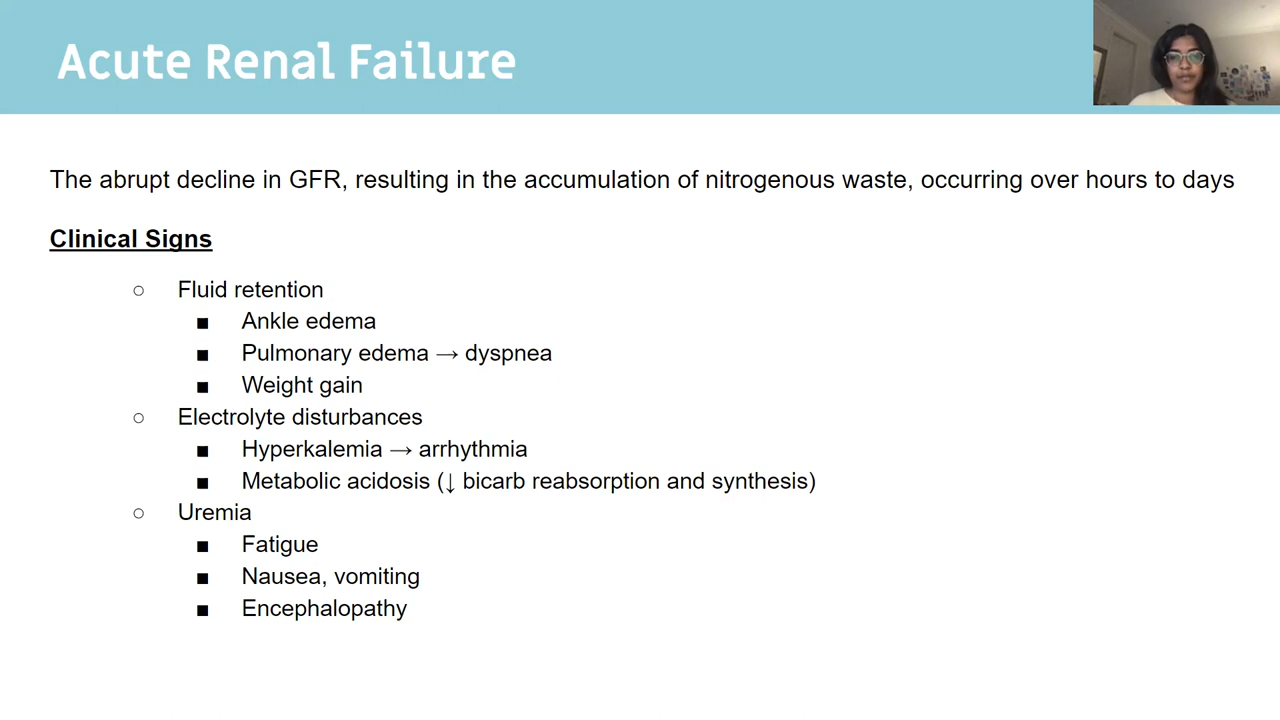 Acute Renal Failure
The abrupt decline in GFR, resulting in the accumulation of nitrogenous waste, occurring over hours to days
Clinical Signs
○ Fluid retention
■ Ankle edema
■ Pulmonary edema → dyspnea
■ Weight gain
○ Electrolyte disturbances
■ Hyperkalemia → arrhythmia
■ Metabolic acidosis (↓ bicarb reabsorption and synthesis)
○ Uremia
■ Fatigue
■ Nausea, vomiting
■ Encephalopathy